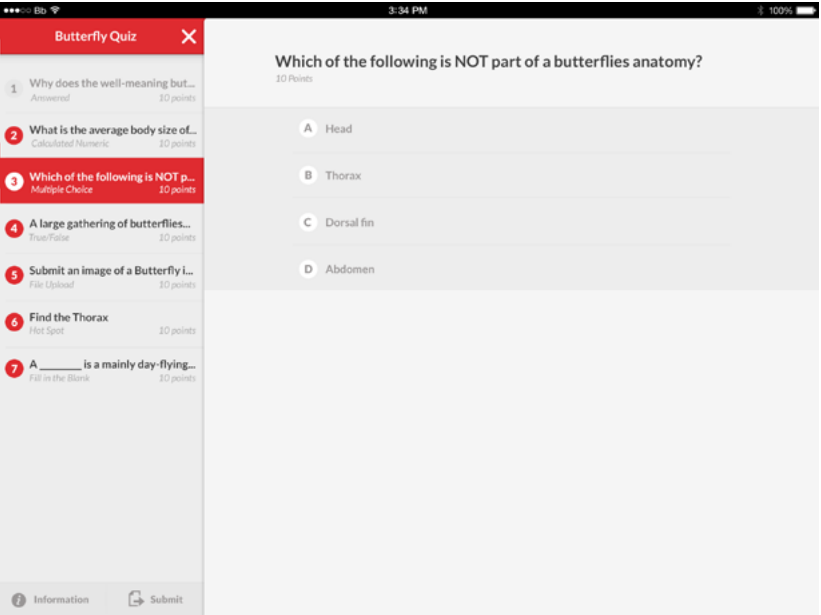 Bb 3:34 PM 100%
Butterfly Quiz
1 Why does the well-meaning but...
Answered 10 points
2 What is the average body size of...
Calculated Numeric 10 points
3 Which of the following is NOT p...
Multiple Choice 10 points
4 A large gathering of butterflies...
True/False 10 points
5 Submit an image of a Butterfly i...
File Upload 10 points
6 Find the Thorax
Hot Spot 10 points
7 A _______ is a mainly day-flying...
Fill in the Blank 10 points
Information Submit
Which of the following is NOT part of a butterflies anatomy?
10 Points
A Head
B Thorax
C Dorsal fin
D Abdomen